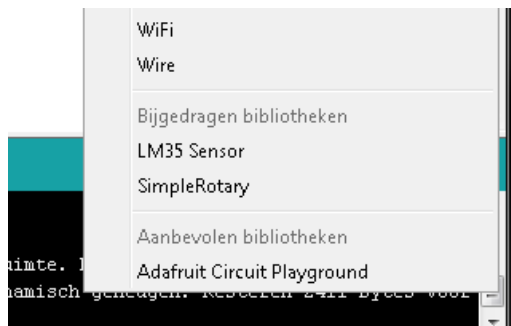 WiFi
Wire
Bijgedragen bibliotheken
LM35 Sensor
SimpleRotary
Aanbevolen bibliotheken
Adafruit Circuit Playground